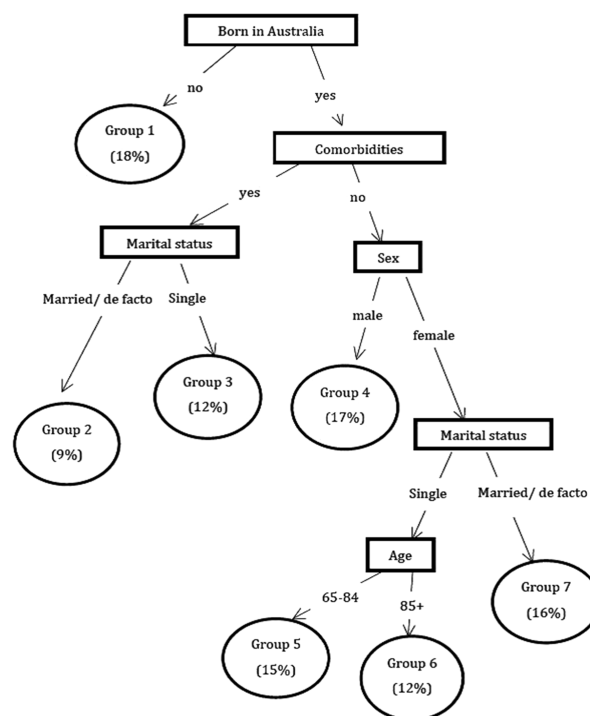 Born in Australia
no
yes
Group 1
(18%)
Comorbidities
yes
no
Marital status
Sex
Married/ de facto
Single
male
female
Group 3
(12%)
Group 4
(17%)
Group 2
(9%)
Marital status
Single
Married/ de facto
Age
65-84
85+
Group 7
(16%)
Group 5
(15%)
Group 6
(12%)